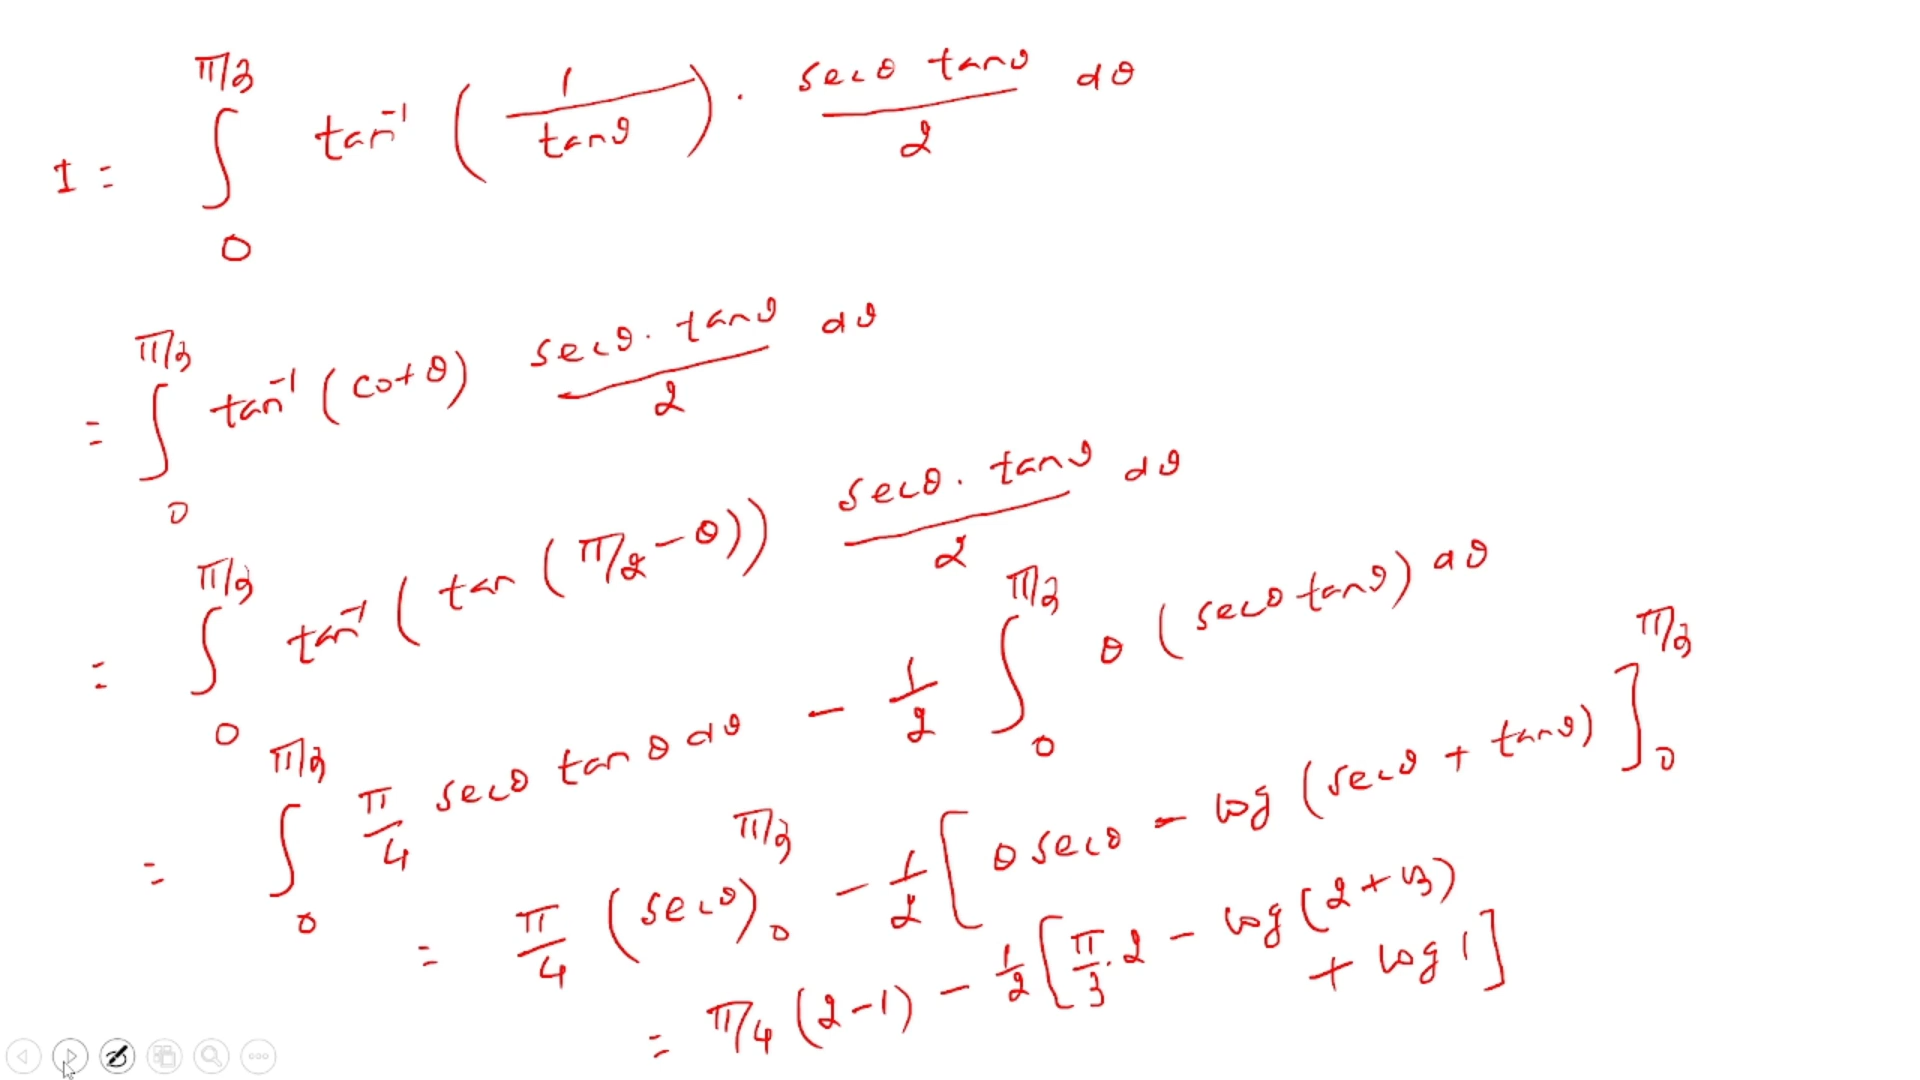 I = ∫₀^{π/3} tan⁻¹ (1/tanθ) · (secθ tanθ)/2 dθ
= ∫₀^{π/3} tan⁻¹ (cotθ) (secθ · tanθ)/2 dθ
= ∫₀^{π/3} tan⁻¹ (tan (π/2 − θ)) (secθ · tanθ)/2 dθ
= ∫₀^{π/3} π/4 secθ tanθ dθ − 1/2 ∫₀^{π/3} θ (secθ tanθ) dθ
= π/4 (secθ)₀^{π/3} − 1/2 [θ secθ − log (secθ + tanθ)]₀^{π/3}
= π/4 (2−1) − 1/2 [π/3 · 2 − log (2 + √3) + log 1]